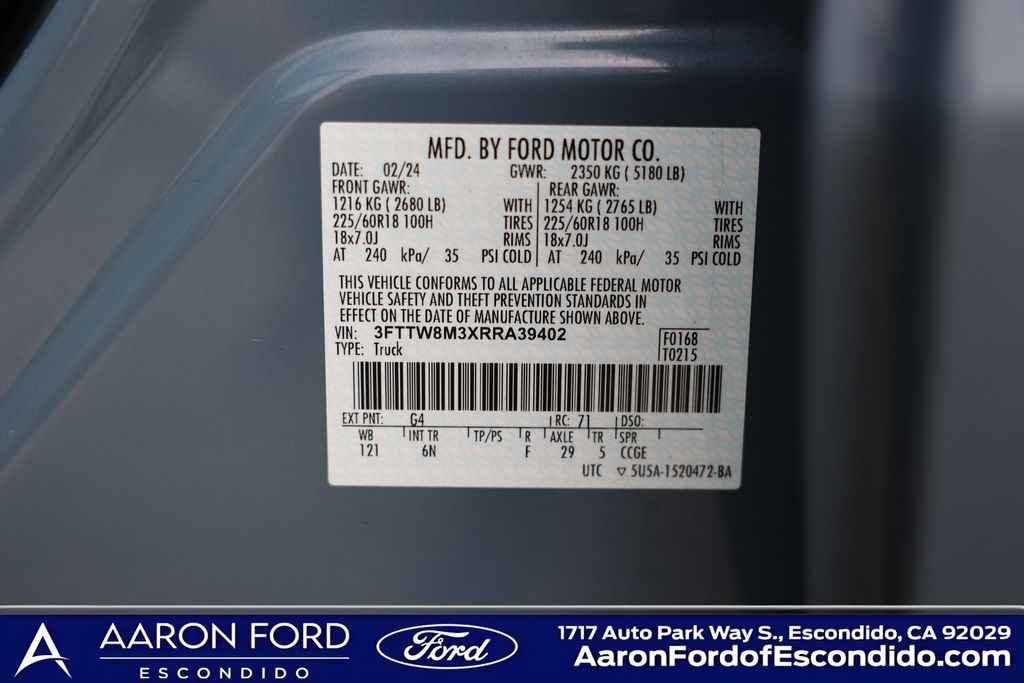 MFD. BY FORD MOTOR CO.
DATE: 02/24 GVWR: 2350 KG ( 5180 LB)
FRONT GAWR: REAR GAWR:
1216 KG ( 2680 LB) WITH 1254 KG ( 2765 LB) WITH
225/60R18 100H TIRES 225/60R18 100H TIRES
18x7.0J RIMS 18x7.0J RIMS
AT 240 kPa/ 35 PSI COLD AT 240 kPa/ 35 PSI COLD
THIS VEHICLE CONFORMS TO ALL APPLICABLE FEDERAL MOTOR
VEHICLE SAFETY AND THEFT PREVENTION STANDARDS IN
EFFECT ON THE DATE OF MANUFACTURE SHOWN ABOVE.
VIN: 3FTTW8M3XRRA39402 F0168
TYPE: Truck T0215
EXT PNT: G4 RC: 71 DSO:
WB INT TR TP/PS R AXLE TR SPR
121 6N F 29 5 CCGE
UTC ▽ 5U5A-1520472-BA
AARON FORD
ESCONDIDO
Ford
1717 Auto Park Way S., Escondido, CA 92029
AaronFordofEscondido.com